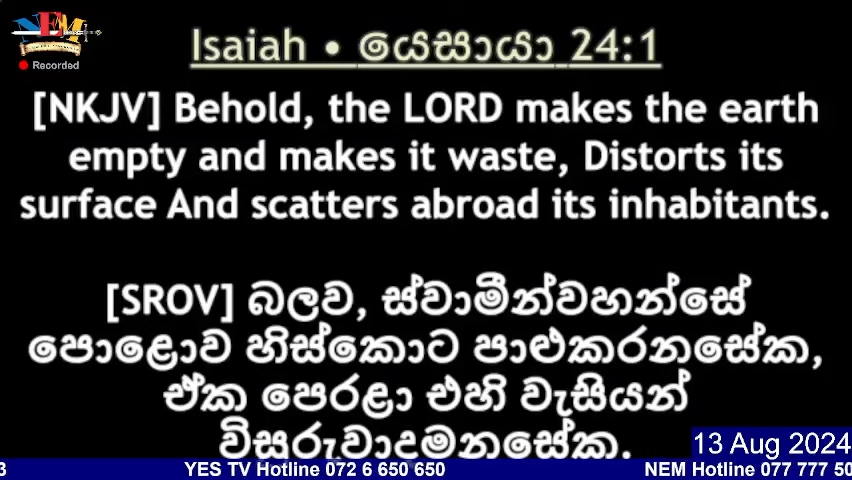 NEM
Recorded
Isaiah • යෙසායා 24:1
[NKJV] Behold, the LORD makes the earth
empty and makes it waste, Distorts its
surface And scatters abroad its inhabitants.
[SROV] බලව, ස්වාමීන්වහන්සේ
පොළොව හිස්කොට පාළුකරනසේක,
ඒක පෙරළා එහි වැසියන්
විසුරුවාදමනසේක.
13 Aug 2024
3 YES TV Hotline 072 6 650 650 NEM Hotline 077 777 50